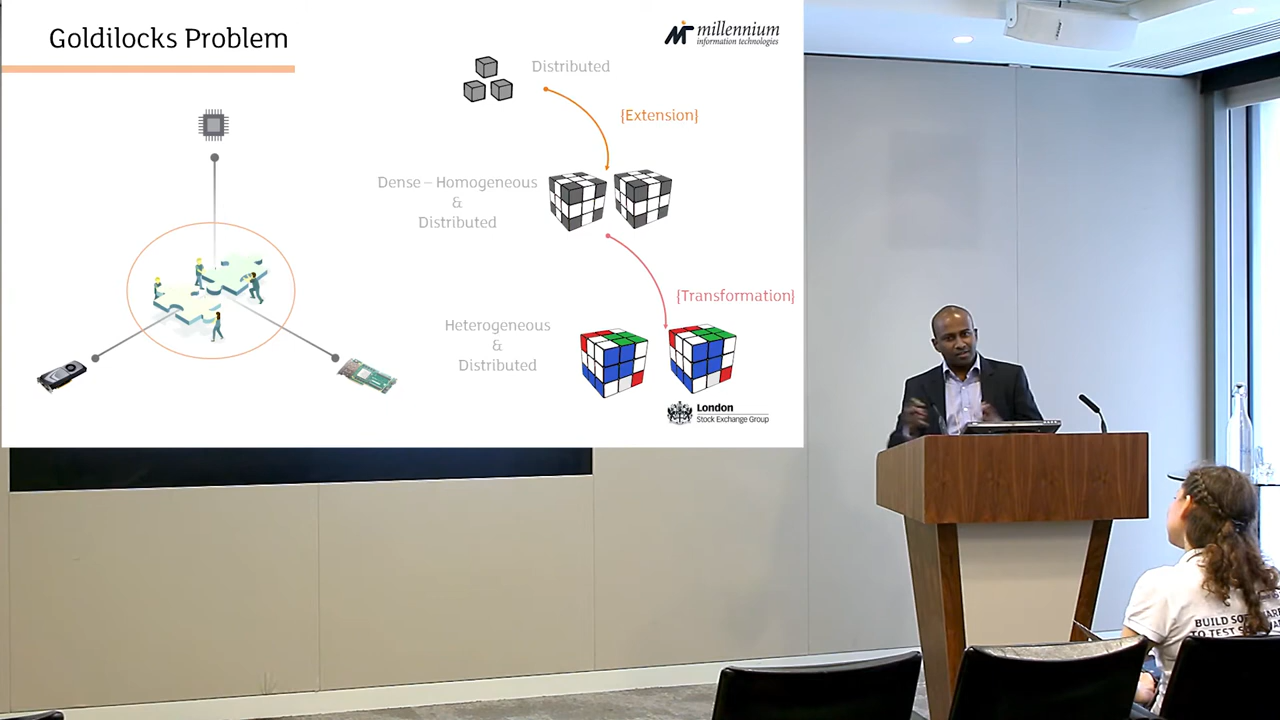 Goldilocks Problem
millennium
information technologies
Distributed
{Extension}
Dense – Homogeneous
&
Distributed
{Transformation}
Heterogeneous
&
Distributed
London
Stock Exchange Group
BUILD
TO TEST